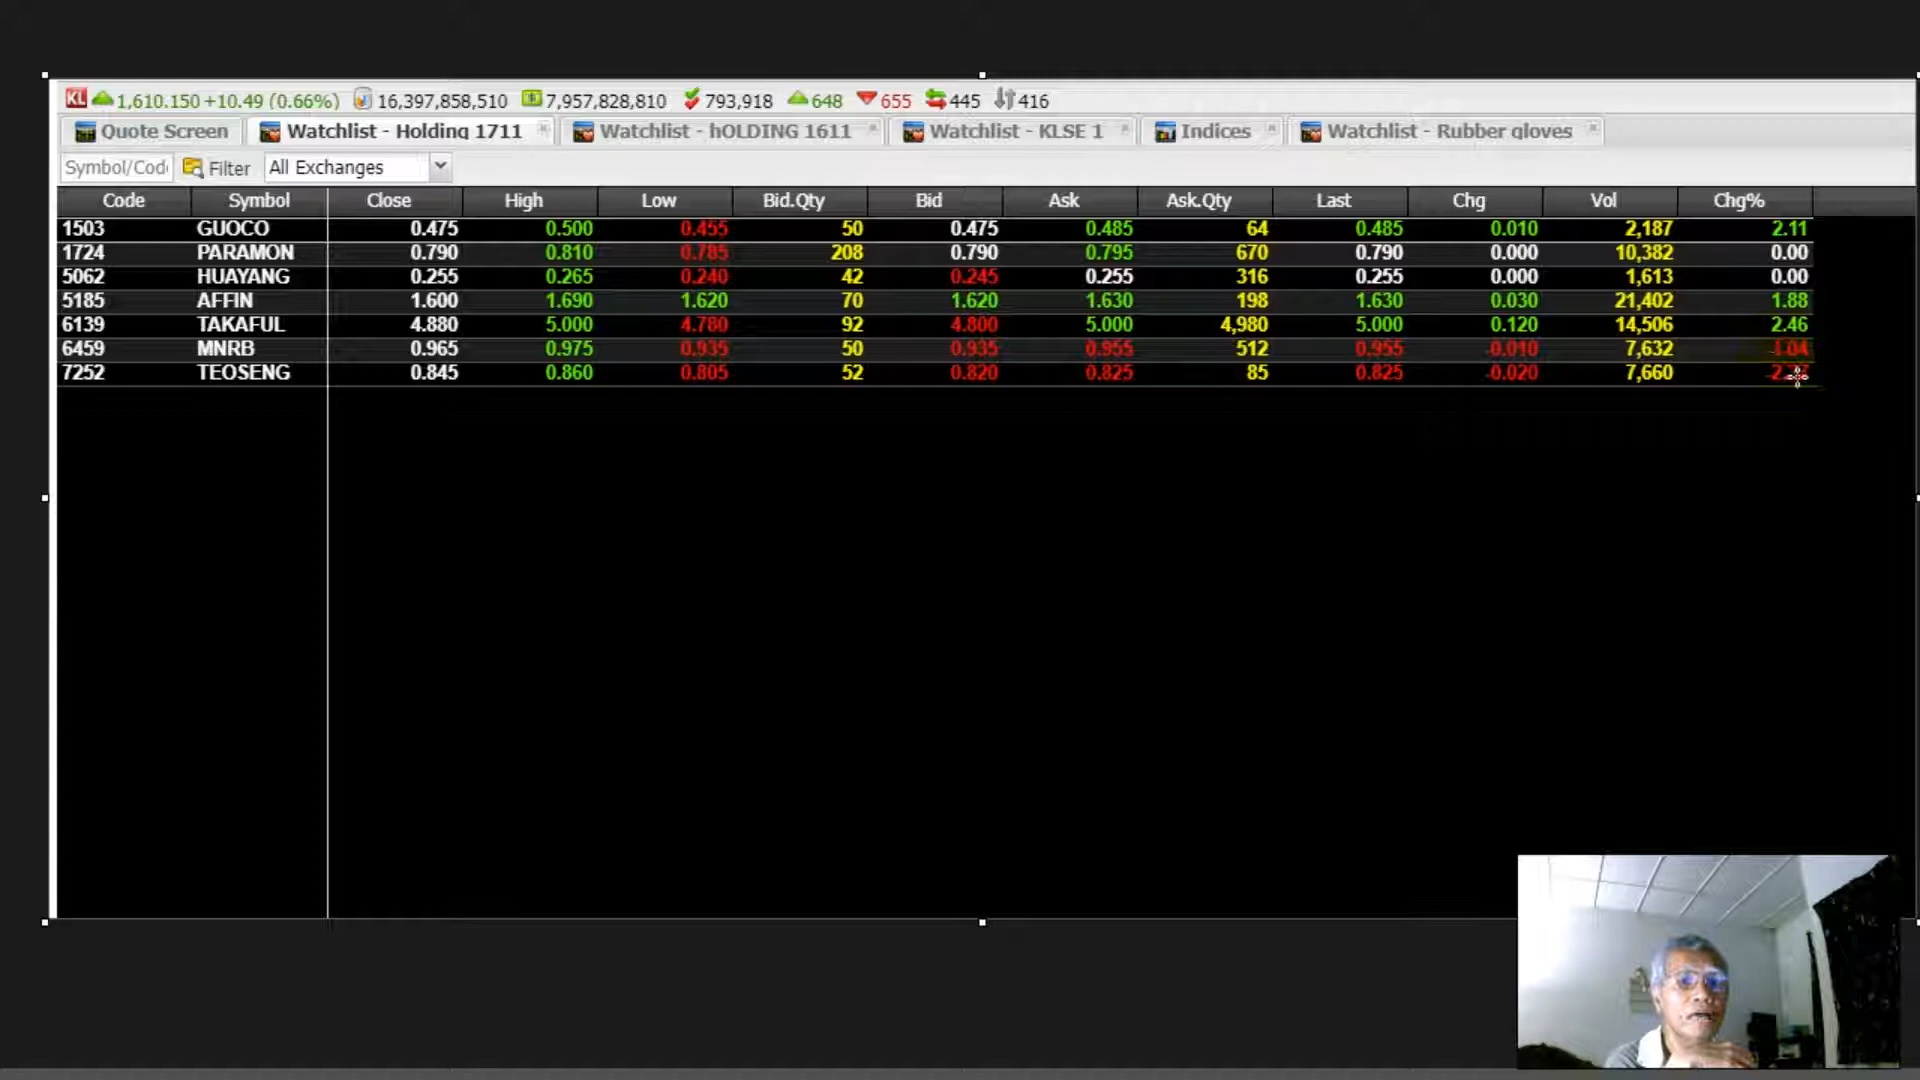 KL 1,610.150 +10.49 (0.66%) 16,397,858,510 7,957,828,810 793,918 648 655 445 416
Quote Screen Watchlist - Holding 1711 Watchlist - hOLDING 1611 Watchlist - KLSE 1 Indices Watchlist - Rubber gloves
Symbol/Cod Filter All Exchanges
Code Symbol Close High Low Bid.Qty Bid Ask Ask.Qty Last Chg Vol Chg%
1503 GUOCO 0.475 0.500 0.455 50 0.475 0.485 64 0.485 0.010 2,187 2.11
1724 PARAMON 0.790 0.810 0.785 208 0.790 0.795 670 0.790 0.000 10,382 0.00
5062 HUAYANG 0.255 0.265 0.240 42 0.245 0.255 316 0.255 0.000 1,613 0.00
5185 AFFIN 1.600 1.690 1.620 70 1.620 1.630 198 1.630 0.030 21,402 1.88
6139 TAKAFUL 4.880 5.000 4.780 92 4.800 5.000 4,980 5.000 0.120 14,506 2.46
6459 MNRB 0.965 0.975 0.935 50 0.935 0.955 512 0.955 -0.010 7,632 -1.04
7252 TEOSENG 0.845 0.860 0.805 52 0.820 0.825 85 0.825 -0.020 7,660